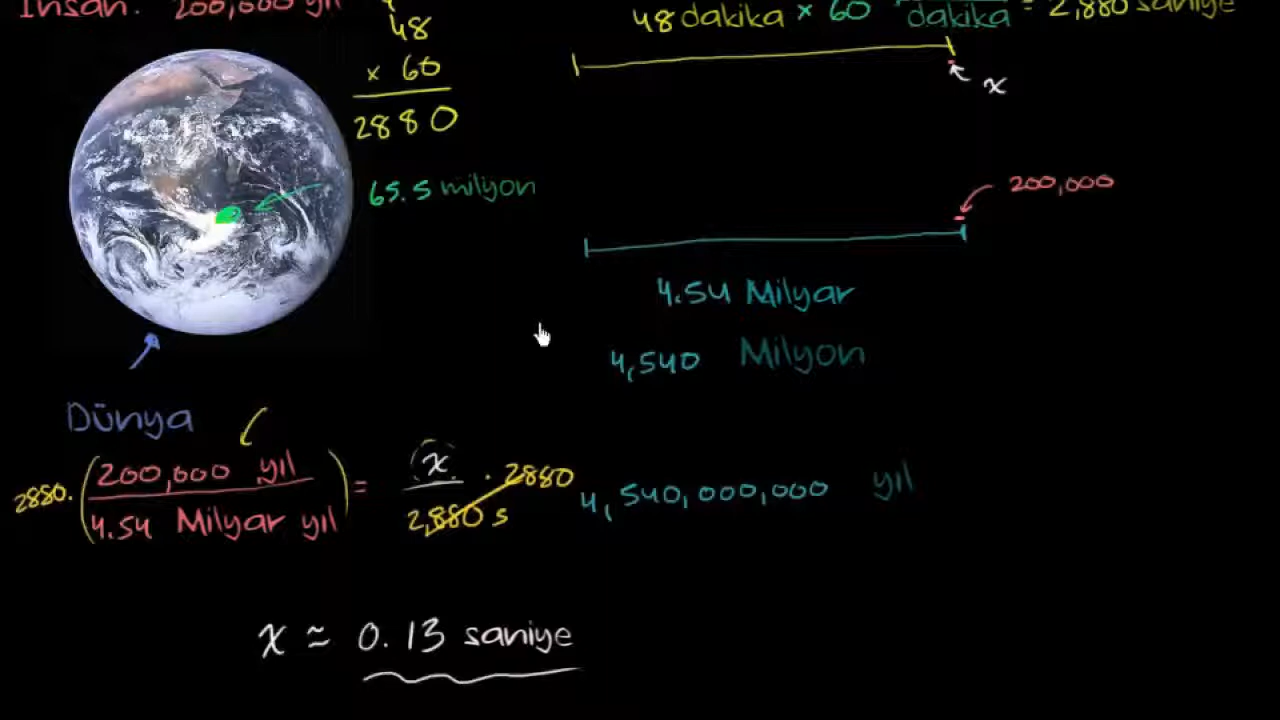 İnsan: 200,000 yıl
48
x 60
2880
48 dakika x 60 dakika = 2,880 saniye
x
65.5 milyon
200,000
4.54 Milyar
4,540 Milyon
Dünya
2880. (200,000 yıl / 4.54 Milyar yıl) = x / 2,880 s · 2880
4,540,000,000 yıl
x ≈ 0.13 saniye